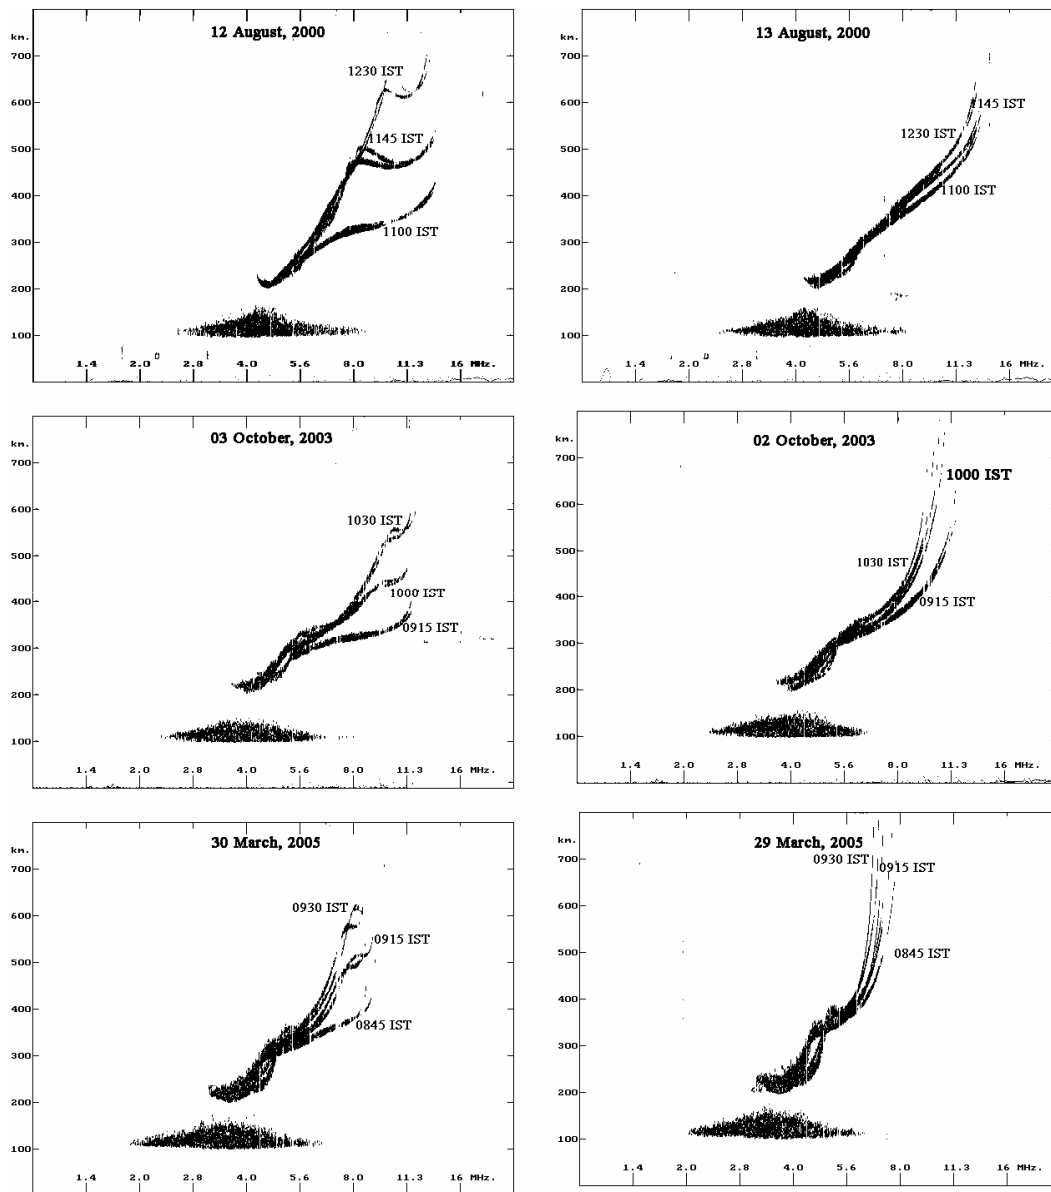 12 August, 2000
km.
700
600
500
400
300
200
100
1230 IST
1145 IST
1100 IST
1.4 2.0 2.8 4.0 5.6 8.0 11.3 16 MHz.
13 August, 2000
km.
700
600
500
400
300
200
100
1145 IST
1230 IST
1100 IST
1.4 2.0 2.8 4.0 5.6 8.0 11.3 16 MHz.
03 October, 2003
km.
700
600
500
400
300
200
100
1030 IST
1000 IST
0915 IST
1.4 2.0 2.8 4.0 5.6 8.0 11.3 16 MHz.
02 October, 2003
km.
700
600
500
400
300
200
100
1000 IST
1030 IST
0915 IST
1.4 2.0 2.8 4.0 5.6 8.0 11.3 16 MHz.
30 March, 2005
km.
700
600
500
400
300
200
100
0930 IST
0915 IST
0845 IST
1.4 2.0 2.8 4.0 5.6 8.0 11.3 16 MHz.
29 March, 2005
km.
700
600
500
400
300
200
100
0930 IST
0915 IST
0845 IST
1.4 2.0 2.8 4.0 5.6 8.0 11.3 16 MHz.